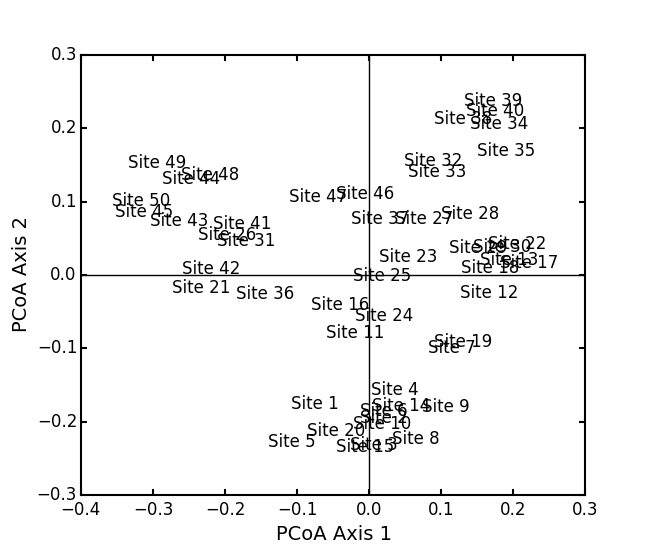 0.3
Site 39
Site 40
Site 38
Site 34
0.2
Site 35
Site 49
Site 32
Site 48
Site 33
Site 44
Site 47
Site 46
0.1
Site 50
Site 45
Site 43
Site 37
Site 27
Site 28
Site 41
Site 26
Site 31
Site 22
Site 29
Site 30
Site 23
Site 13
Site 17
Site 42
Site 18
0.0
Site 25
Site 21
Site 36
Site 12
Site 16
Site 24
Site 11
Site 19
−0.1
Site 7
Site 4
Site 1
Site 14
Site 9
Site 6
Site 2
−0.2
Site 10
Site 20
Site 5
Site 8
Site 15
Site 3
−0.3
−0.4
−0.3
−0.2
−0.1
0.0
0.1
0.2
0.3
PCoA Axis 1
PCoA Axis 2